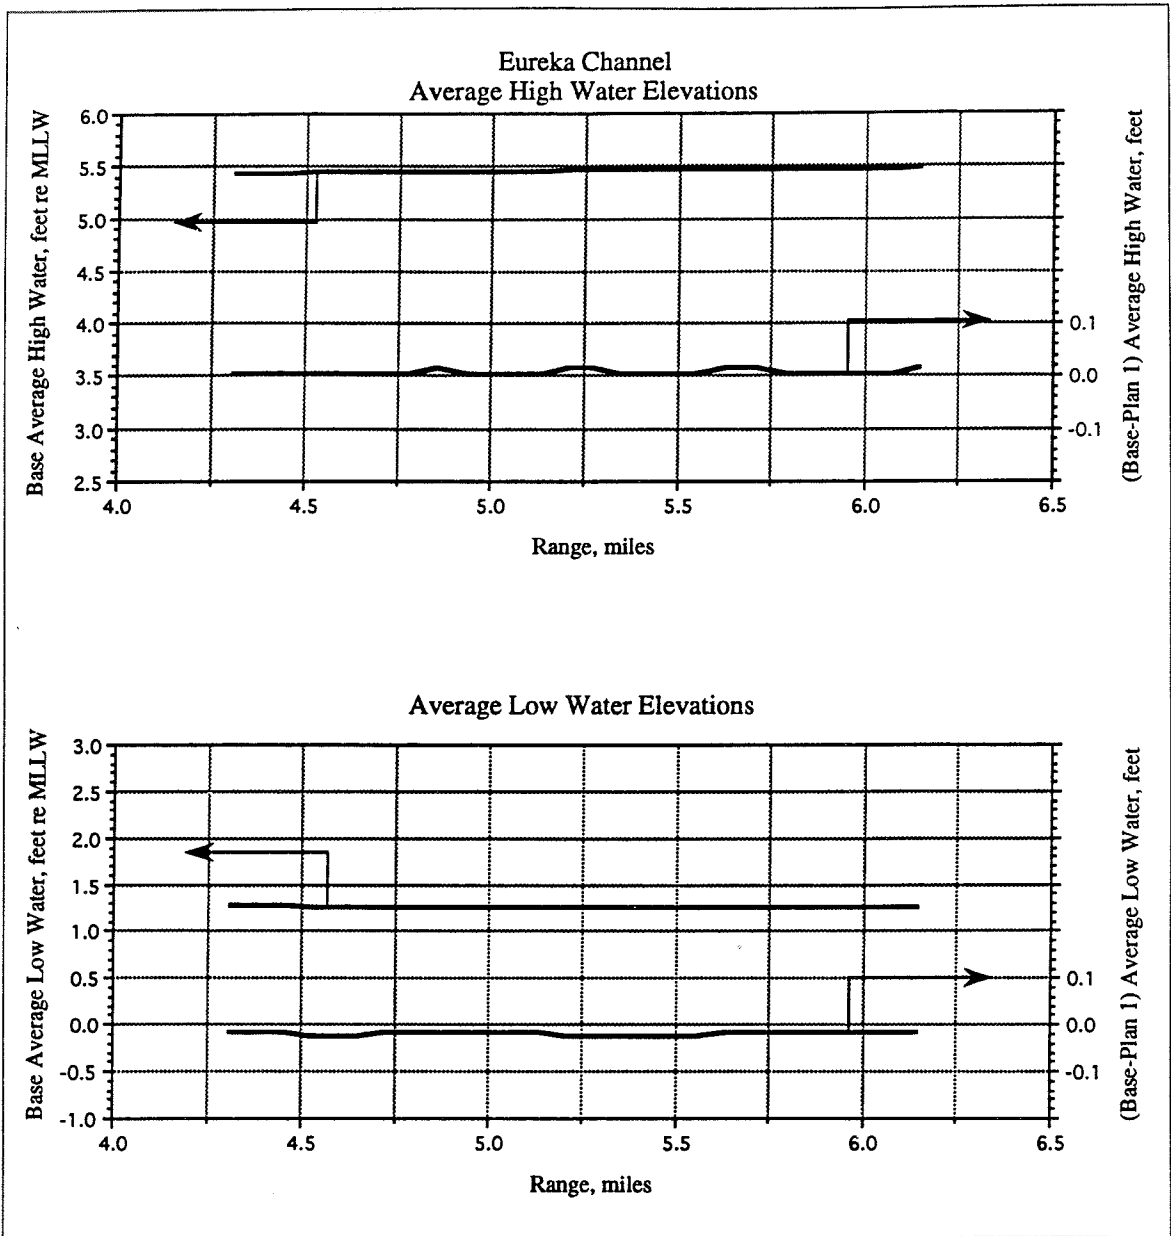 Eureka Channel
Average High Water Elevations
Base Average High Water, feet re MLLW
6.0
5.5
5.0
4.5
4.0
3.5
3.0
2.5
0.1
0.0
-0.1
(Base-Plan 1) Average High Water, feet
4.0 4.5 5.0 5.5 6.0 6.5
Range, miles
Average Low Water Elevations
Base Average Low Water, feet re MLLW
3.0
2.5
2.0
1.5
1.0
0.5
0.0
-0.5
-1.0
0.1
0.0
-0.1
(Base-Plan 1) Average Low Water, feet
4.0 4.5 5.0 5.5 6.0 6.5
Range, miles